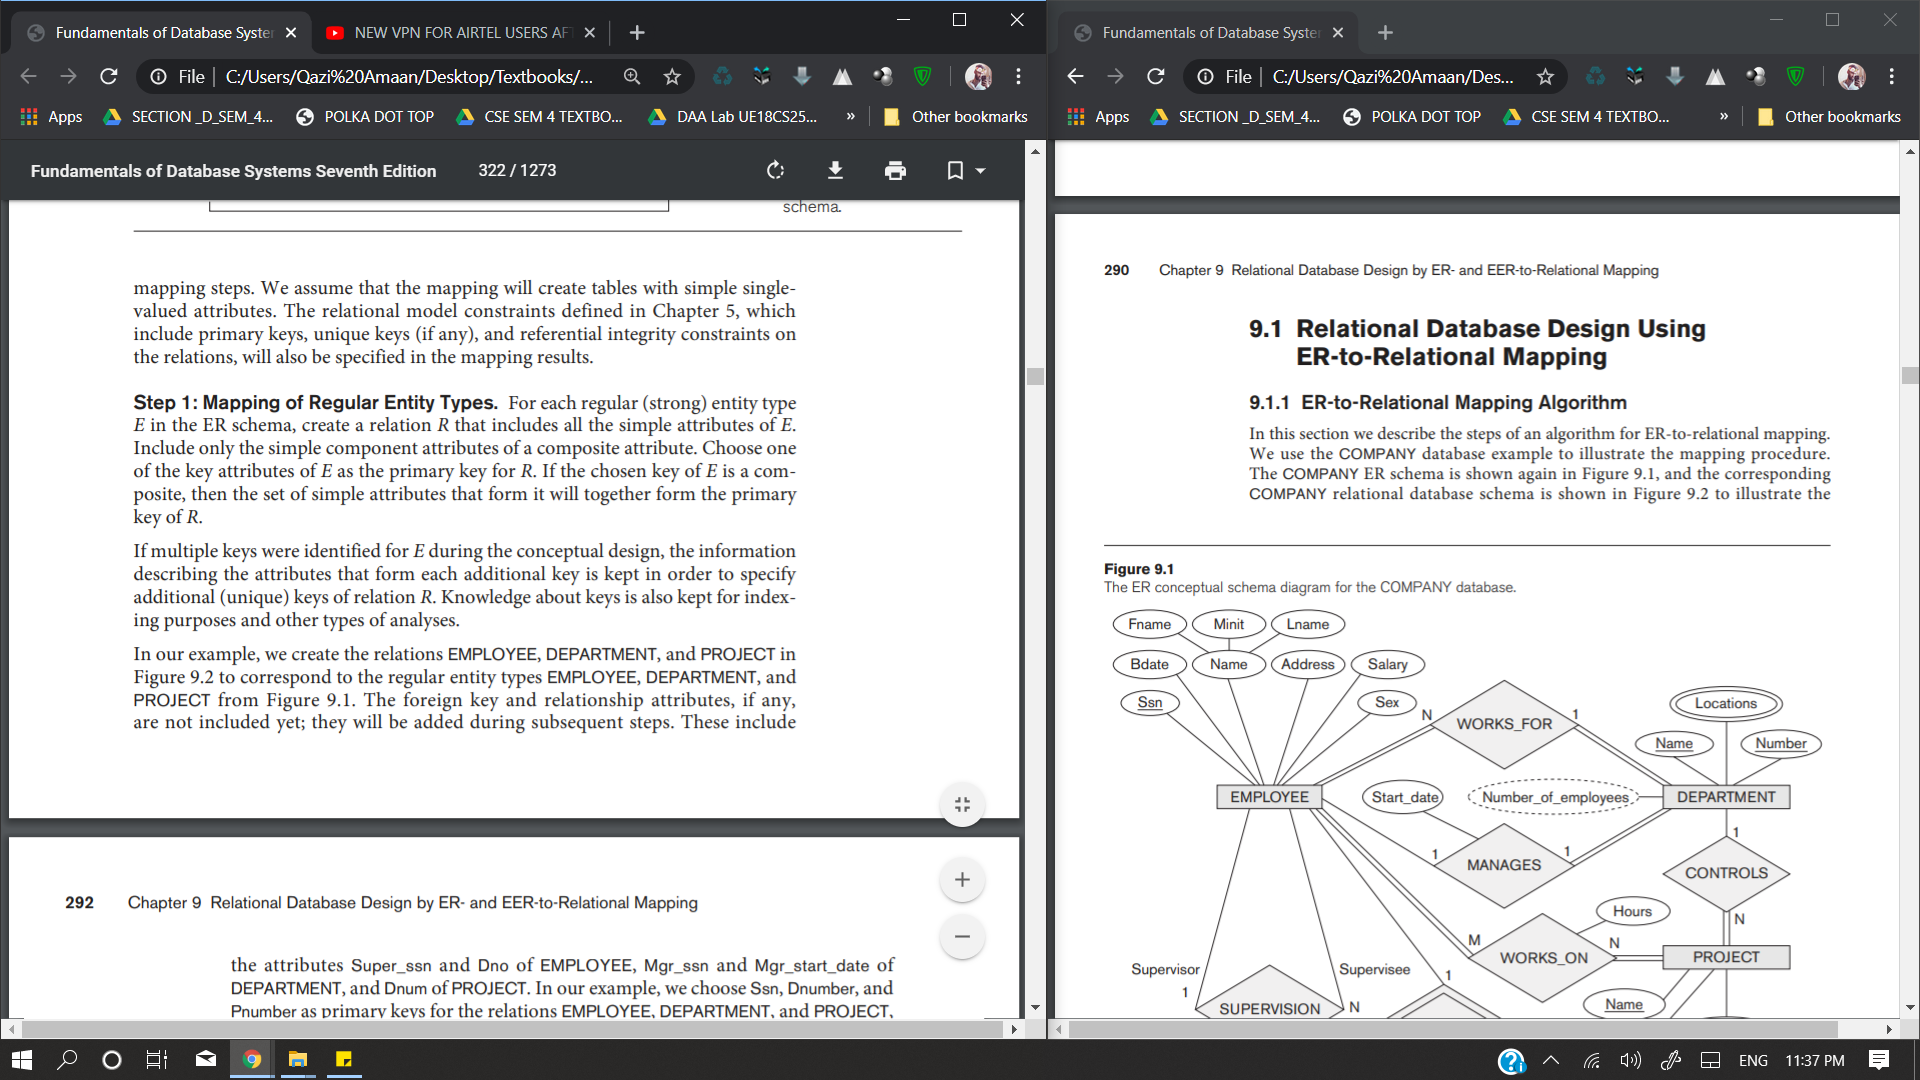 Fundamentals of Database Syster
NEW VPN FOR AIRTEL USERS AFT
File
C:/Users/Qazi%20Amaan/Desktop/Textbooks/...
Apps
SECTION _D_SEM_4...
POLKA DOT TOP
CSE SEM 4 TEXTBO...
DAA Lab UE18CS25...
»
Other bookmarks
Fundamentals of Database Systems Seventh Edition
322 / 1273
schema.
mapping steps. We assume that the mapping will create tables with simple single-
valued attributes. The relational model constraints defined in Chapter 5, which
include primary keys, unique keys (if any), and referential integrity constraints on
the relations, will also be specified in the mapping results.
Step 1: Mapping of Regular Entity Types. For each regular (strong) entity type
E in the ER schema, create a relation R that includes all the simple attributes of E.
Include only the simple component attributes of a composite attribute. Choose one
of the key attributes of E as the primary key for R. If the chosen key of E is a com-
posite, then the set of simple attributes that form it will together form the primary
key of R.
If multiple keys were identified for E during the conceptual design, the information
describing the attributes that form each additional key is kept in order to specify
additional (unique) keys of relation R. Knowledge about keys is also kept for index-
ing purposes and other types of analyses.
In our example, we create the relations EMPLOYEE, DEPARTMENT, and PROJECT in
Figure 9.2 to correspond to the regular entity types EMPLOYEE, DEPARTMENT, and
PROJECT from Figure 9.1. The foreign key and relationship attributes, if any,
are not included yet; they will be added during subsequent steps. These include
292 Chapter 9 Relational Database Design by ER- and EER-to-Relational Mapping
the attributes Super_ssn and Dno of EMPLOYEE, Mgr_ssn and Mgr_start_date of
DEPARTMENT, and Dnum of PROJECT. In our example, we choose Ssn, Dnumber, and
Pnumber as primary keys for the relations EMPLOYEE, DEPARTMENT, and PROJECT,
Fundamentals of Database Syster
File
C:/Users/Qazi%20Amaan/Des...
Apps
SECTION _D_SEM_4...
POLKA DOT TOP
CSE SEM 4 TEXTBO...
»
Other bookmarks
290 Chapter 9 Relational Database Design by ER- and EER-to-Relational Mapping
9.1 Relational Database Design Using
ER-to-Relational Mapping
9.1.1 ER-to-Relational Mapping Algorithm
In this section we describe the steps of an algorithm for ER-to-relational mapping.
We use the COMPANY database example to illustrate the mapping procedure.
The COMPANY ER schema is shown again in Figure 9.1, and the corresponding
COMPANY relational database schema is shown in Figure 9.2 to illustrate the
Figure 9.1
The ER conceptual schema diagram for the COMPANY database.
Fname Minit Lname
Bdate Name Address Salary
Ssn
Sex
N
WORKS_FOR
1
Locations
Name
Number
EMPLOYEE
Start_date
Number_of_employees
DEPARTMENT
1
MANAGES
1
1
CONTROLS
N
Hours
M
WORKS_ON
N
PROJECT
Supervisor
1
Supervisee
1
SUPERVISION
N
Name
ENG
11:37 PM